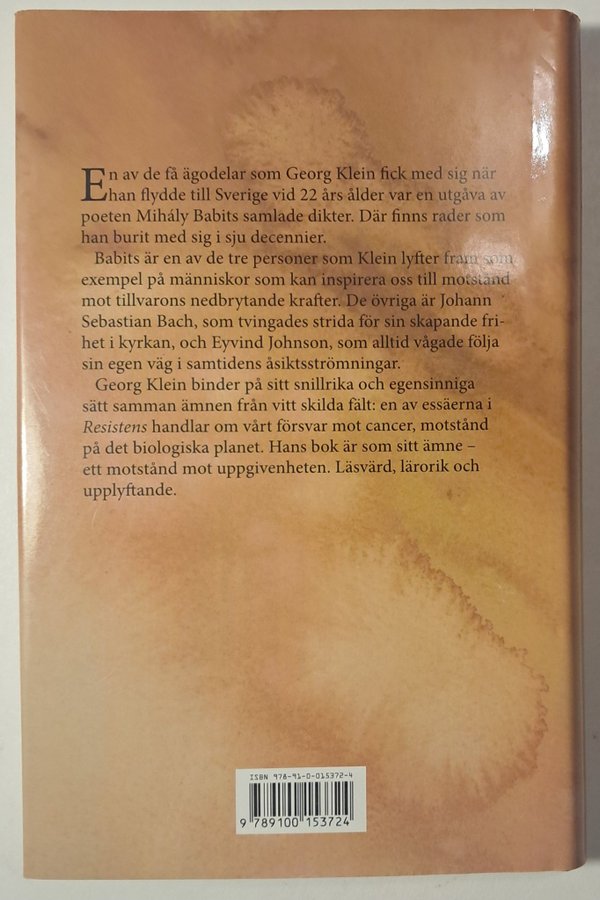 En av de få ägodelar som Georg Klein fick med sig när
han flydde till Sverige vid 22 års ålder var en utgåva av
poeten Mihály Babits samlade dikter. Där finns rader som
han burit med sig i sju decennier.
Babits är en av de tre personer som Klein lyfter fram som
exempel på människor som kan inspirera oss till motstånd
mot tillvarons nedbrytande krafter. De övriga är Johann
Sebastian Bach, som tvingades strida för sin skapande fri-
het i kyrkan, och Eyvind Johnson, som alltid vågade följa
sin egen väg i samtidens åsiktsströmningar.
Georg Klein binder på sitt snillrika och egensinniga
sätt samman ämnen från vitt skilda fält: en av essäerna i
Resistens handlar om vårt försvar mot cancer, motstånd
på det biologiska planet. Hans bok är som sitt ämne –
ett motstånd mot uppgivenheten. Läsvärd, lärorik och
upplyftande.
ISBN 978-91-0-015372-4
9 789100 153724